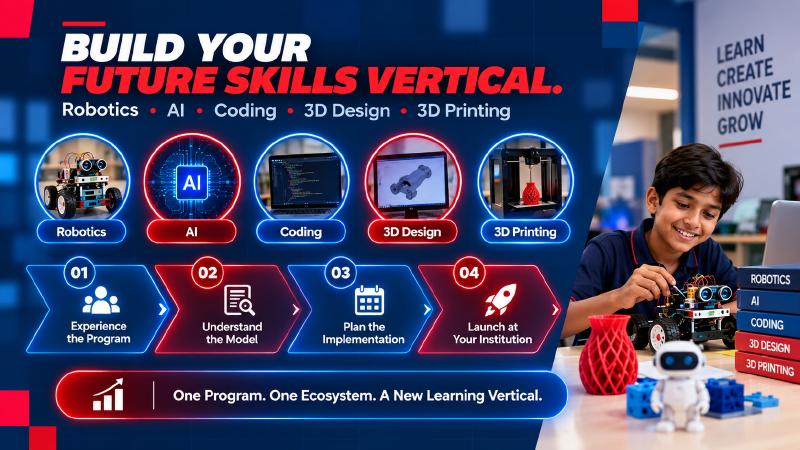 BUILD YOUR
FUTURE SKILLS VERTICAL.
Robotics • AI • Coding • 3D Design • 3D Printing
LEARN
CREATE
INNOVATE
GROW
AI
Robotics
AI
Coding
3D Design
3D Printing
01
Experience
the Program
02
Understand
the Model
03
Plan the
Implementation
04
Launch at
Your Institution
ROBOTICS
AI
CODING
3D DESIGN
3D PRINTING
One Program. One Ecosystem. A New Learning Vertical.